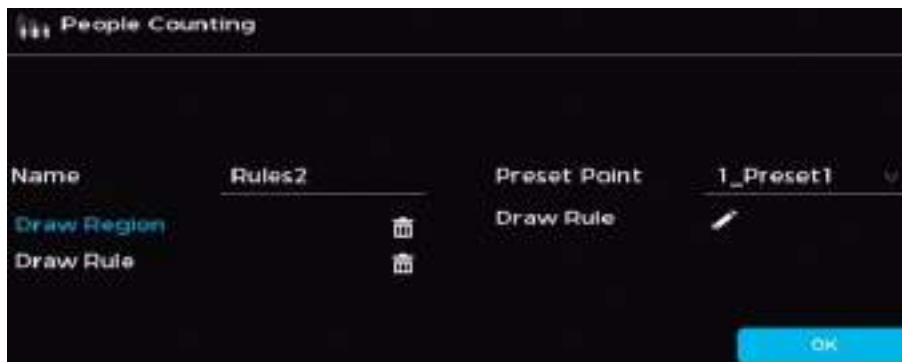 People Counting
Name Rules2 Preset Point 1_Preset1
Draw Region Draw Rule
Draw Rule
OK